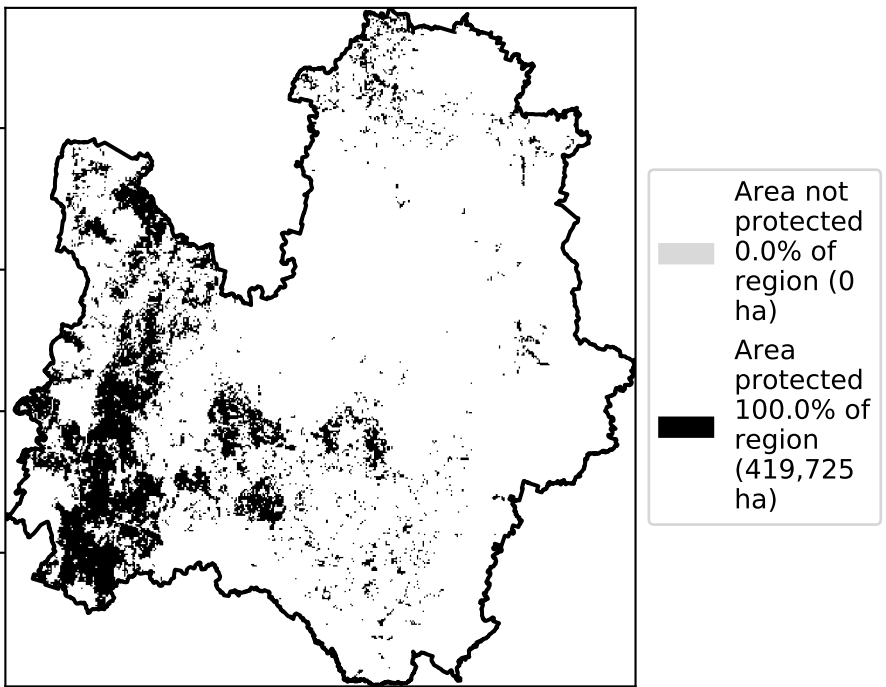 Area not
protected
0.0% of
region (0
ha)
Area
protected
100.0% of
region
(419,725
ha)